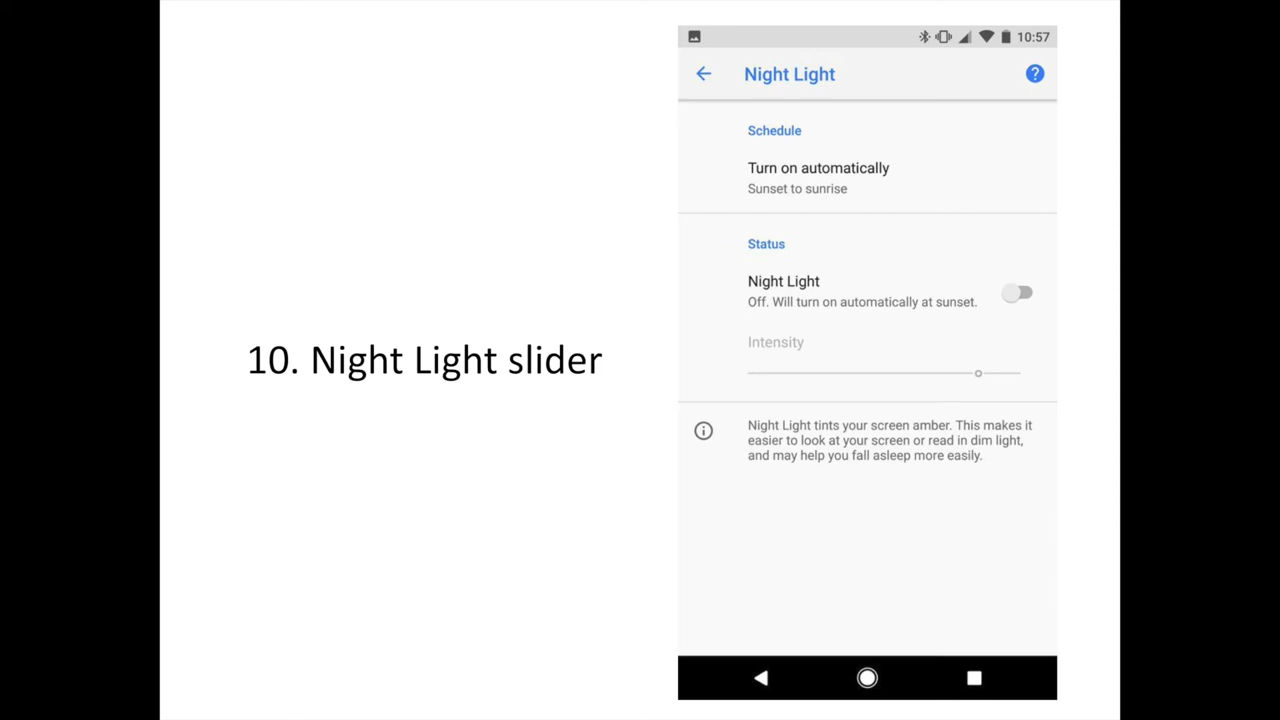 10. Night Light slider
10:57
Night Light
?
Schedule
Turn on automatically
Sunset to sunrise
Status
Night Light
Off. Will turn on automatically at sunset.
Intensity
Night Light tints your screen amber. This makes it
easier to look at your screen or read in dim light,
and may help you fall asleep more easily.